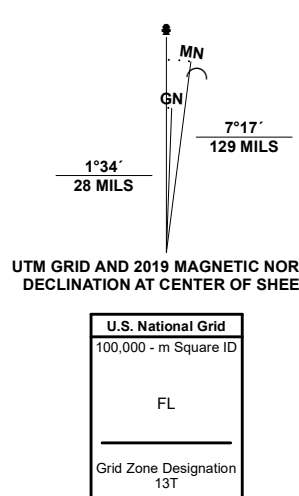 MN
GN
7°17´
129 MILS
1°34´
28 MILS
UTM GRID AND 2019 MAGNETIC NOR
DECLINATION AT CENTER OF SHEE
U.S. National Grid
100,000 - m Square ID
FL
Grid Zone Designation
13T